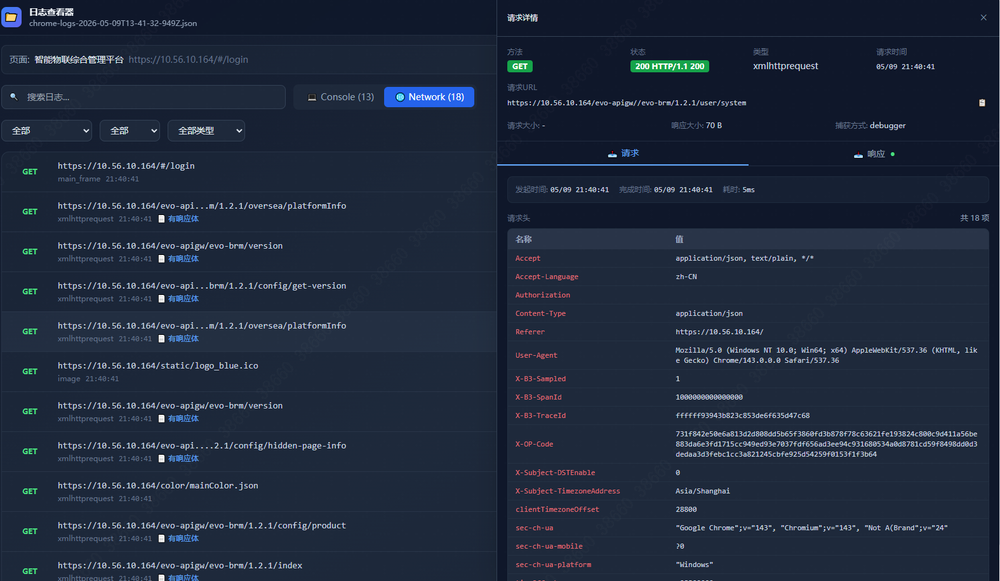 日志查看器
chrome-logs-2026-05-09T13-41-32-949Z.json
页面: 智能物联综合管理平台 https://10.56.10.164/#/login
搜索日志...
Console (13)
Network (18)
全部
全部
全部类型
GET
https://10.56.10.164/#/login
main_frame 21:40:41
GET
https://10.56.10.164/evo-api...m/1.2.1/oversea/platformInfo
xmlhttprequest 21:40:41 有响应体
GET
https://10.56.10.164/evo-apigw/evo-brm/version
xmlhttprequest 21:40:41 有响应体
GET
https://10.56.10.164/evo-api...brm/1.2.1/config/get-version
xmlhttprequest 21:40:41 有响应体
GET
https://10.56.10.164/evo-api...m/1.2.1/oversea/platformInfo
xmlhttprequest 21:40:41 有响应体
GET
https://10.56.10.164/static/logo_blue.ico
image 21:40:41
GET
https://10.56.10.164/evo-apigw/evo-brm/version
xmlhttprequest 21:40:41 有响应体
GET
https://10.56.10.164/evo-api....2.1/config/hidden-page-info
xmlhttprequest 21:40:41 有响应体
GET
https://10.56.10.164/color/mainColor.json
xmlhttprequest 21:40:41
GET
https://10.56.10.164/evo-apigw/evo-brm/1.2.1/config/product
xmlhttprequest 21:40:41 有响应体
GET
https://10.56.10.164/evo-apigw/evo-brm/1.2.1/index
xmlhttprequest 21:40:41 有响应体
请求详情
方法 状态 类型 请求时间
GET 200 HTTP/1.1 200 xmlhttprequest 05/09 21:40:41
请求URL
https://10.56.10.164/evo-apigw//evo-brm/1.2.1/user/system
请求大小: - 响应大小: 70 B 捕获方式: debugger
请求 响应
发起时间: 05/09 21:40:41 完成时间: 05/09 21:40:41 耗时: 5ms
请求头 共 18 项
名称 值
Accept application/json, text/plain, */*
Accept-Language zh-CN
Authorization
Content-Type application/json
Referer https://10.56.10.164/
User-Agent Mozilla/5.0 (Windows NT 10.0; Win64; x64) AppleWebKit/537.36 (KHTML, lik
e Gecko) Chrome/143.0.0.0 Safari/537.36
X-B3-Sampled 1
X-B3-SpanId 1000000000000000
X-B3-TraceId ffffff93943b823c853de6f635d47c68
X-OP-Code 731f842e50e6a813d2d808dd5b65f3860fd3b878f78c63621fe193824c800c9d411a56be
883da6e3fd1715cc949ed93e7037fdf656ad3ee94c931680534a0d8781cd59f8498dd0d3
dedaa3d3febc1cc3a821245cbfe925d54259f0153f1f3b64
X-Subject-DSTEnable 0
X-Subject-TimezoneAddress Asia/Shanghai
clientTimezoneOffset 28800
sec-ch-ua "Google Chrome";v="143", "Chromium";v="143", "Not A(Brand";v="24"
sec-ch-ua-mobile ?0
sec-ch-ua-platform "Windows"